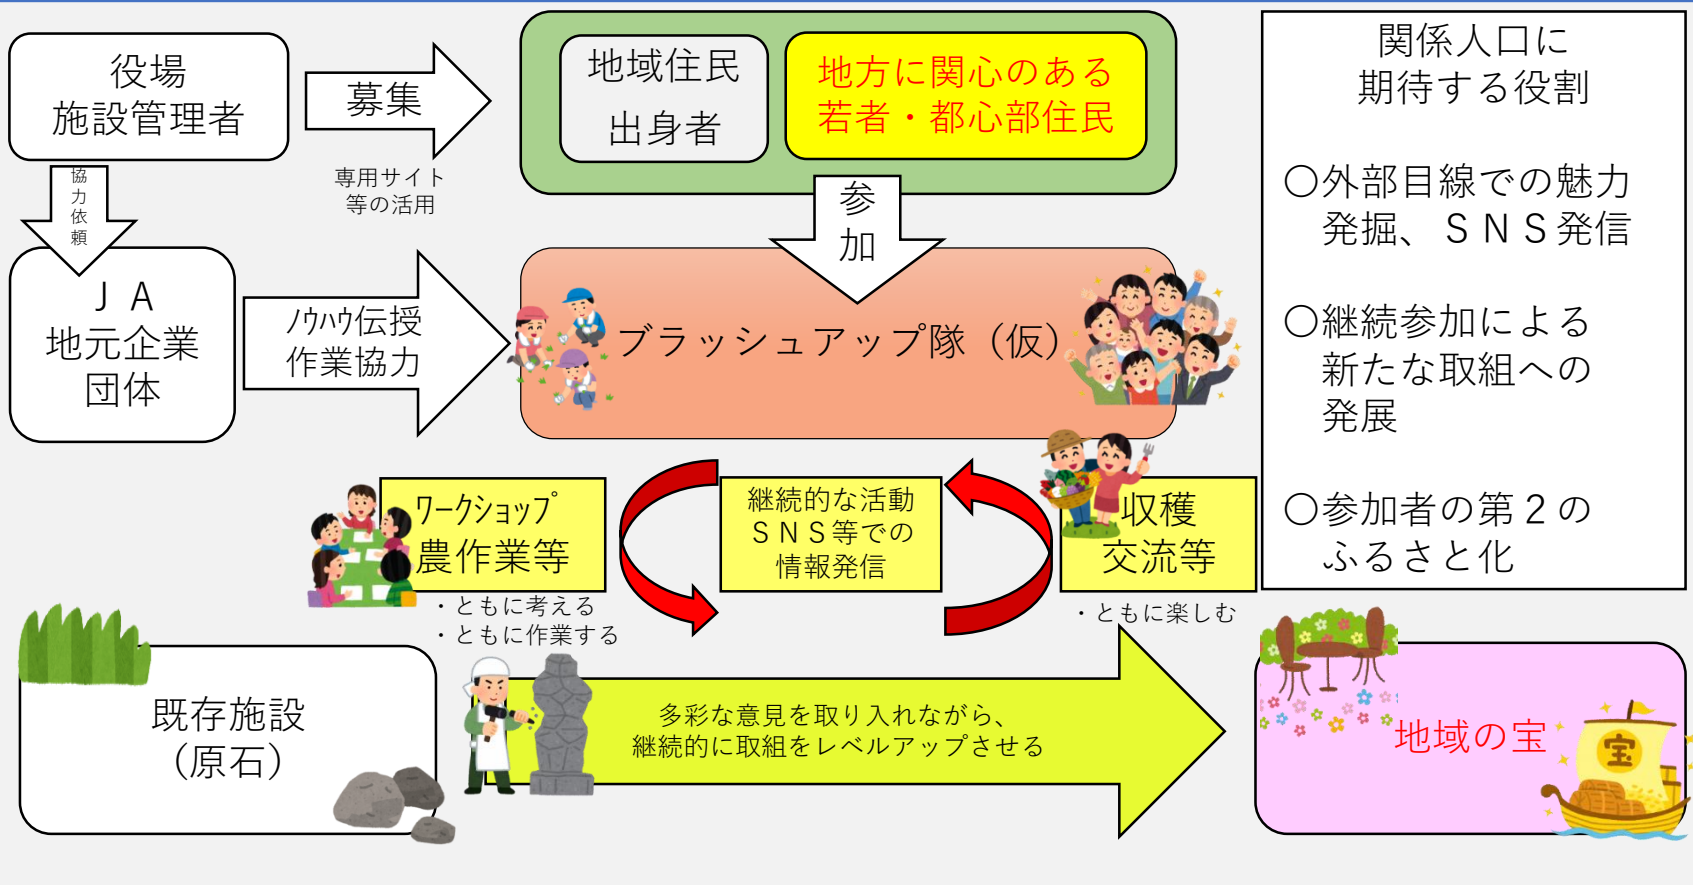 役場
施設管理者
募集
専用サイト
等の活用
地域住民
出身者
地方に関心のある
若者・都心部住民
参
加
協
力
依
頼
ＪＡ
地元企業
団体
ﾉｳﾊｳ伝授
作業協力
ブラッシュアップ隊（仮）
ﾜｰｸｼｮｯﾌﾟ
農作業等
・ともに考える
・ともに作業する
継続的な活動
ＳＮＳ等での
情報発信
収穫
交流等
・ともに楽しむ
関係人口に
期待する役割
〇外部目線での魅力
発掘、ＳＮＳ発信
〇継続参加による
新たな取組への
発展
〇参加者の第２の
ふるさと化
既存施設
（原石）
多彩な意見を取り入れながら、
継続的に取組をレベルアップさせる
地域の宝
宝